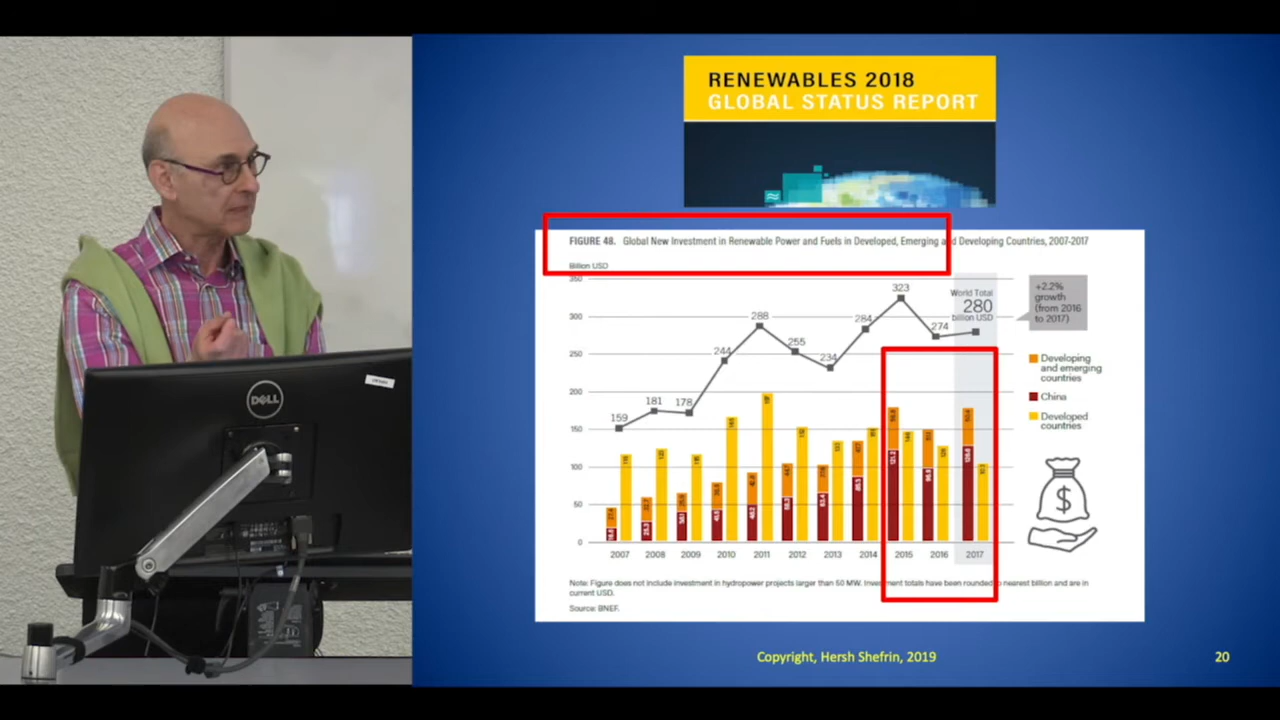 RENEWABLES 2018
GLOBAL STATUS REPORT
FIGURE 48. Global New Investment in Renewable Power and Fuels in Developed, Emerging and Developing Countries, 2007-2017
Billion USD
350
300
250
200
150
100
50
0
159
181
178
244
288
255
234
284
323
274
World Total
280
billion USD
+2.2%
growth
(from 2016
to 2017)
Developing
and emerging
countries
China
Developed
countries
$
2007
2008
2009
2010
2011
2012
2013
2014
2015
2016
2017
Note: Figure does not include investment in hydropower projects larger than 50 MW. Investment totals have been rounded to nearest billion and are in
current USD.
Source: BNEF.
DELL
Copyright, Hersh Shefrin, 2019
20